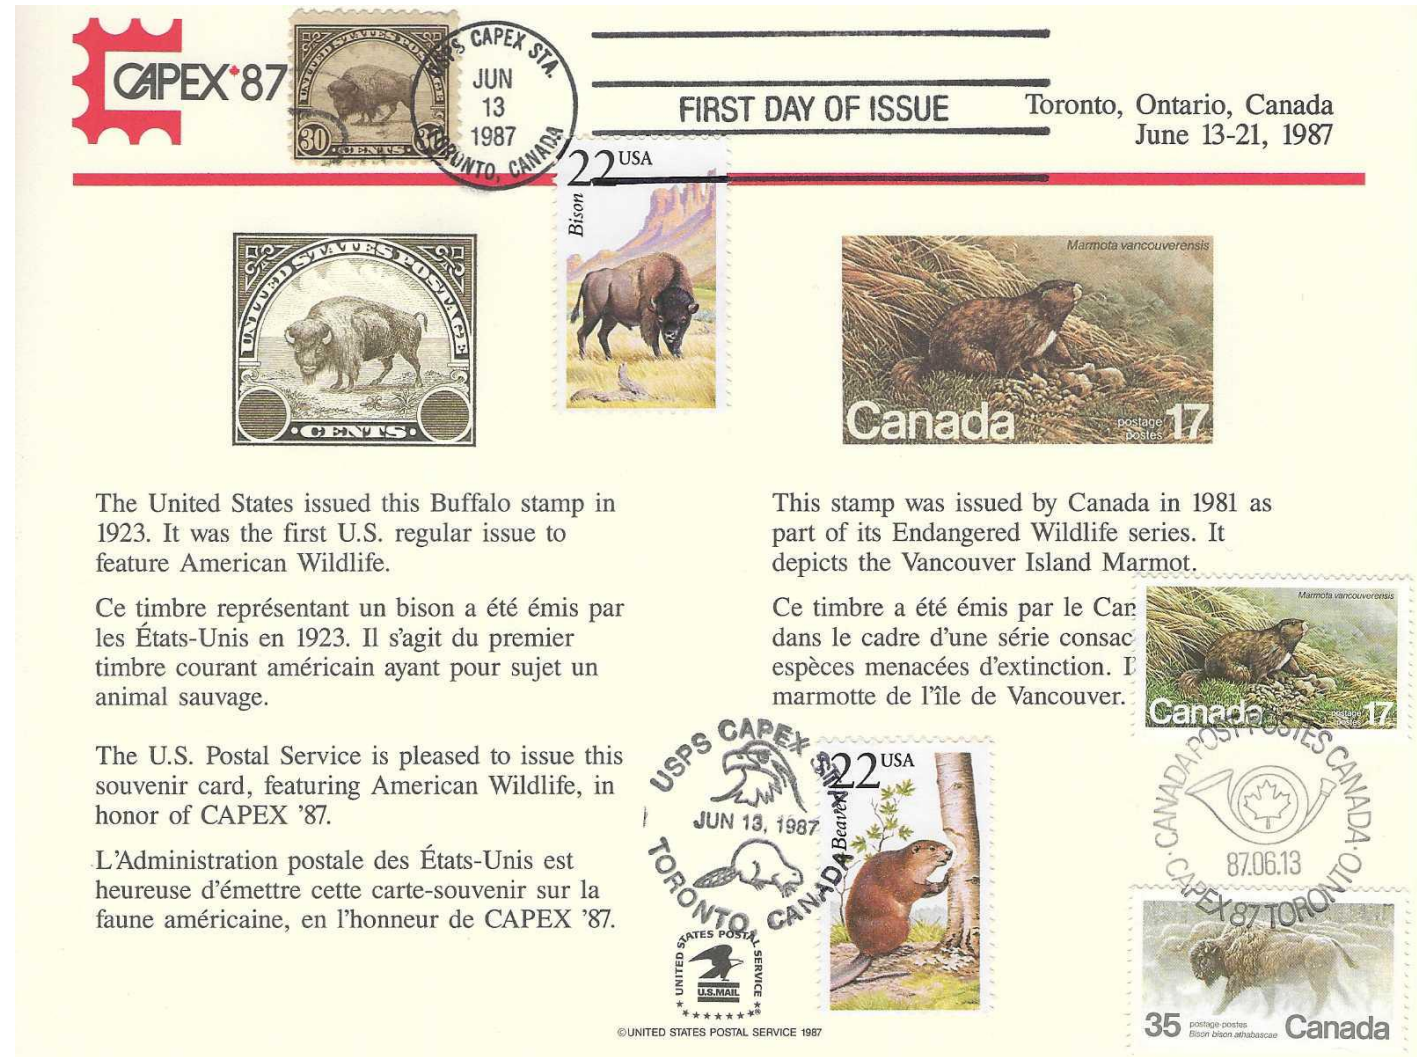 CAPEX '87
UNITED STATES POSTAGE
30 CENTS 30
USPS CAPEX STA.
JUN
13
1987
TORONTO, CANADA
FIRST DAY OF ISSUE
Toronto, Ontario, Canada
June 13-21, 1987
22 USA
Bison
UNITED STATES POSTAGE
CENTS
Marmota vancouverensis
Canada
postage
postes
17
The United States issued this Buffalo stamp in
1923. It was the first U.S. regular issue to
feature American Wildlife.
Ce timbre représentant un bison a été émis par
les États-Unis en 1923. Il s'agit du premier
timbre courant américain ayant pour sujet un
animal sauvage.
The U.S. Postal Service is pleased to issue this
souvenir card, featuring American Wildlife, in
honor of CAPEX '87.
L'Administration postale des États-Unis est
heureuse d'émettre cette carte-souvenir sur la
faune américaine, en l'honneur de CAPEX '87.
This stamp was issued by Canada in 1981 as
part of its Endangered Wildlife series. It
depicts the Vancouver Island Marmot.
Ce timbre a été émis par le Can
dans le cadre d'une série consac
espèces menacées d'extinction.
marmotte de l'île de Vancouver.
Marmota vancouverensis
Canada
postage
postes
17
CANADA POST POSTES CANADA
87.06.13
CAPEX 87 TORONTO
USPS CAPEX STN.
JUN 13, 1987
TORONTO, CANADA
22 USA
Beaver
UNITED STATES POSTAL SERVICE
U.S.MAIL
©UNITED STATES POSTAL SERVICE 1987
35
postage-postes
Bison bison athabascae
Canada